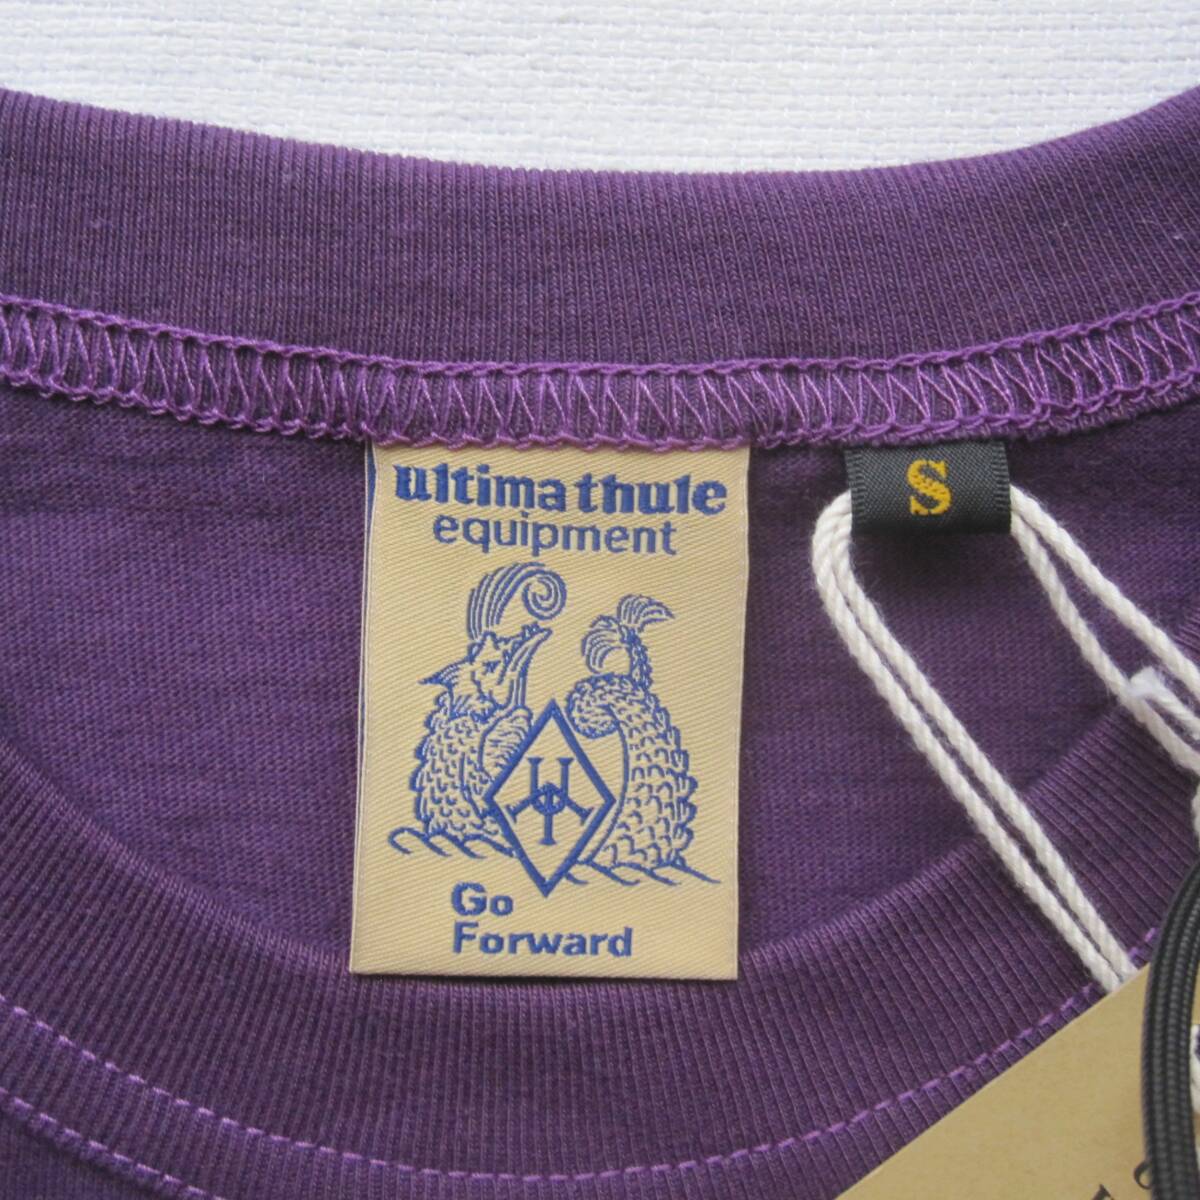 ultima thule
equipment
S
Go
Forward